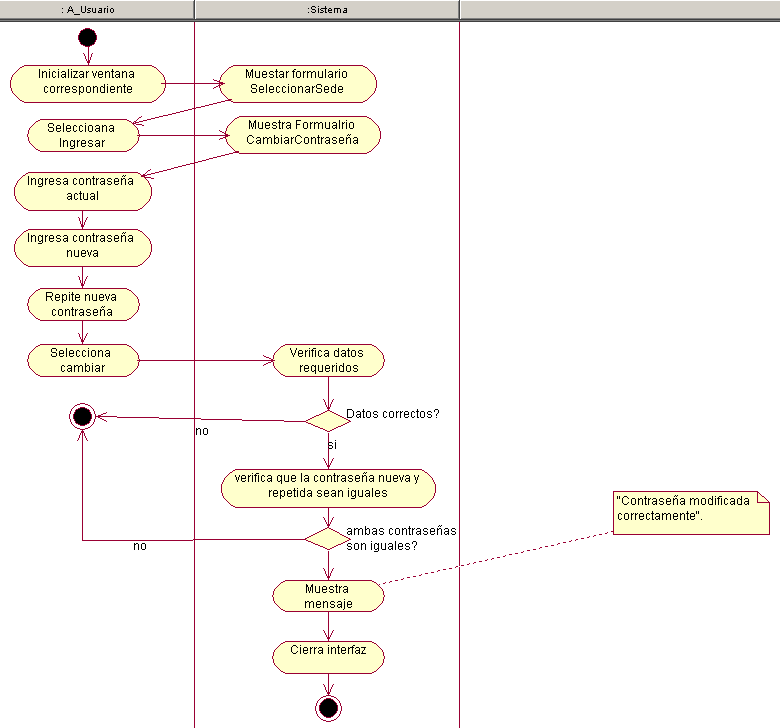 : A_Usuario
:Sistema
Inicializar ventana
correspondiente
Muestar formulario
SeleccionarSede
Seleccioana
Ingresar
Muestra Formualrio
CambiarContraseña
Ingresa contraseña
actual
Ingresa contraseña
nueva
Repite nueva
contraseña
Selecciona
cambiar
Verifica datos
requeridos
Datos correctos?
no
si
verifica que la contraseña nueva y
repetida sean iguales
"Contraseña modificada
correctamente".
ambas contraseñas
son iguales?
no
Muestra
mensaje
Cierra interfaz